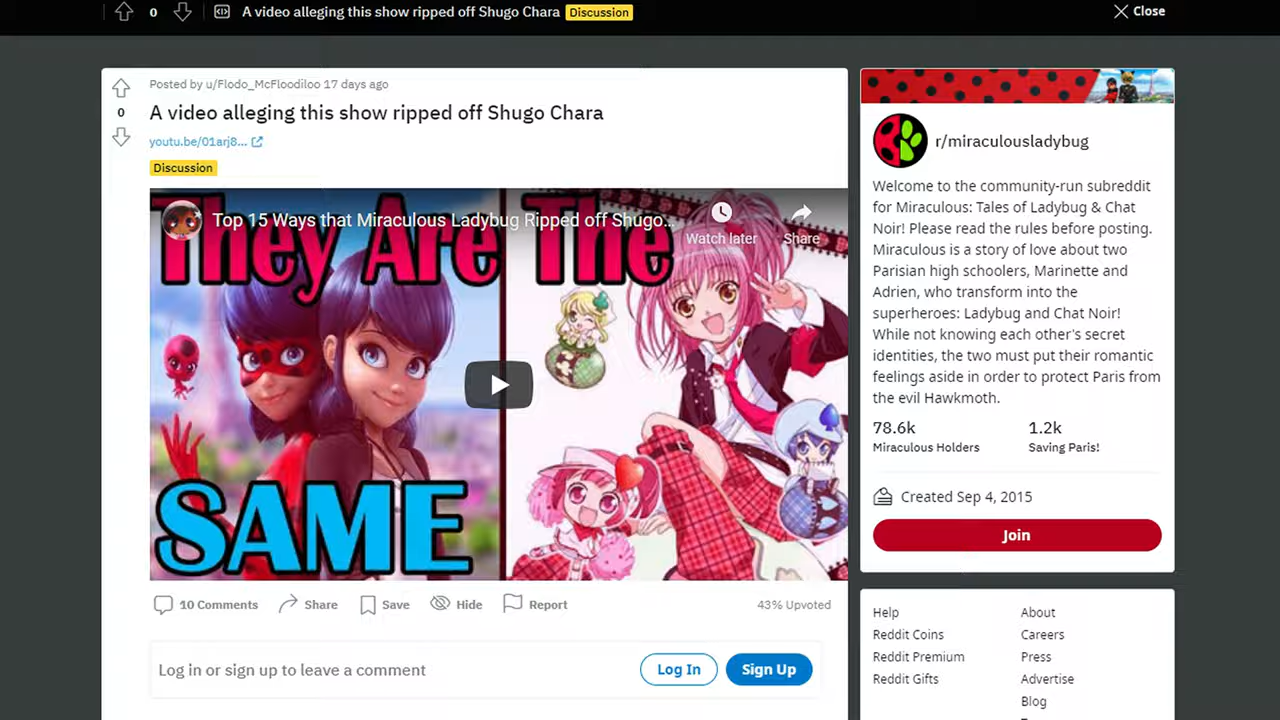 0
A video alleging this show ripped off Shugo Chara
Discussion
Close
Posted by u/Flodo_McFloodiloo 17 days ago
0
A video alleging this show ripped off Shugo Chara
youtu.be/01arj8...
Discussion
Top 15 Ways that Miraculous Ladybug Ripped off Shugo...
Watch later
Share
They Are The
SAME
10 Comments
Share
Save
Hide
Report
43% Upvoted
Log in or sign up to leave a comment
Log In
Sign Up
r/miraculousladybug
Welcome to the community-run subreddit
for Miraculous: Tales of Ladybug & Chat
Noir! Please read the rules before posting.
Miraculous is a story of love about two
Parisian high schoolers, Marinette and
Adrien, who transform into the
superheroes: Ladybug and Chat Noir!
While not knowing each other's secret
identities, the two must put their romantic
feelings aside in order to protect Paris from
the evil Hawkmoth.
78.6k
Miraculous Holders
1.2k
Saving Paris!
Created Sep 4, 2015
Join
Help
Reddit Coins
Reddit Premium
Reddit Gifts
About
Careers
Press
Advertise
Blog